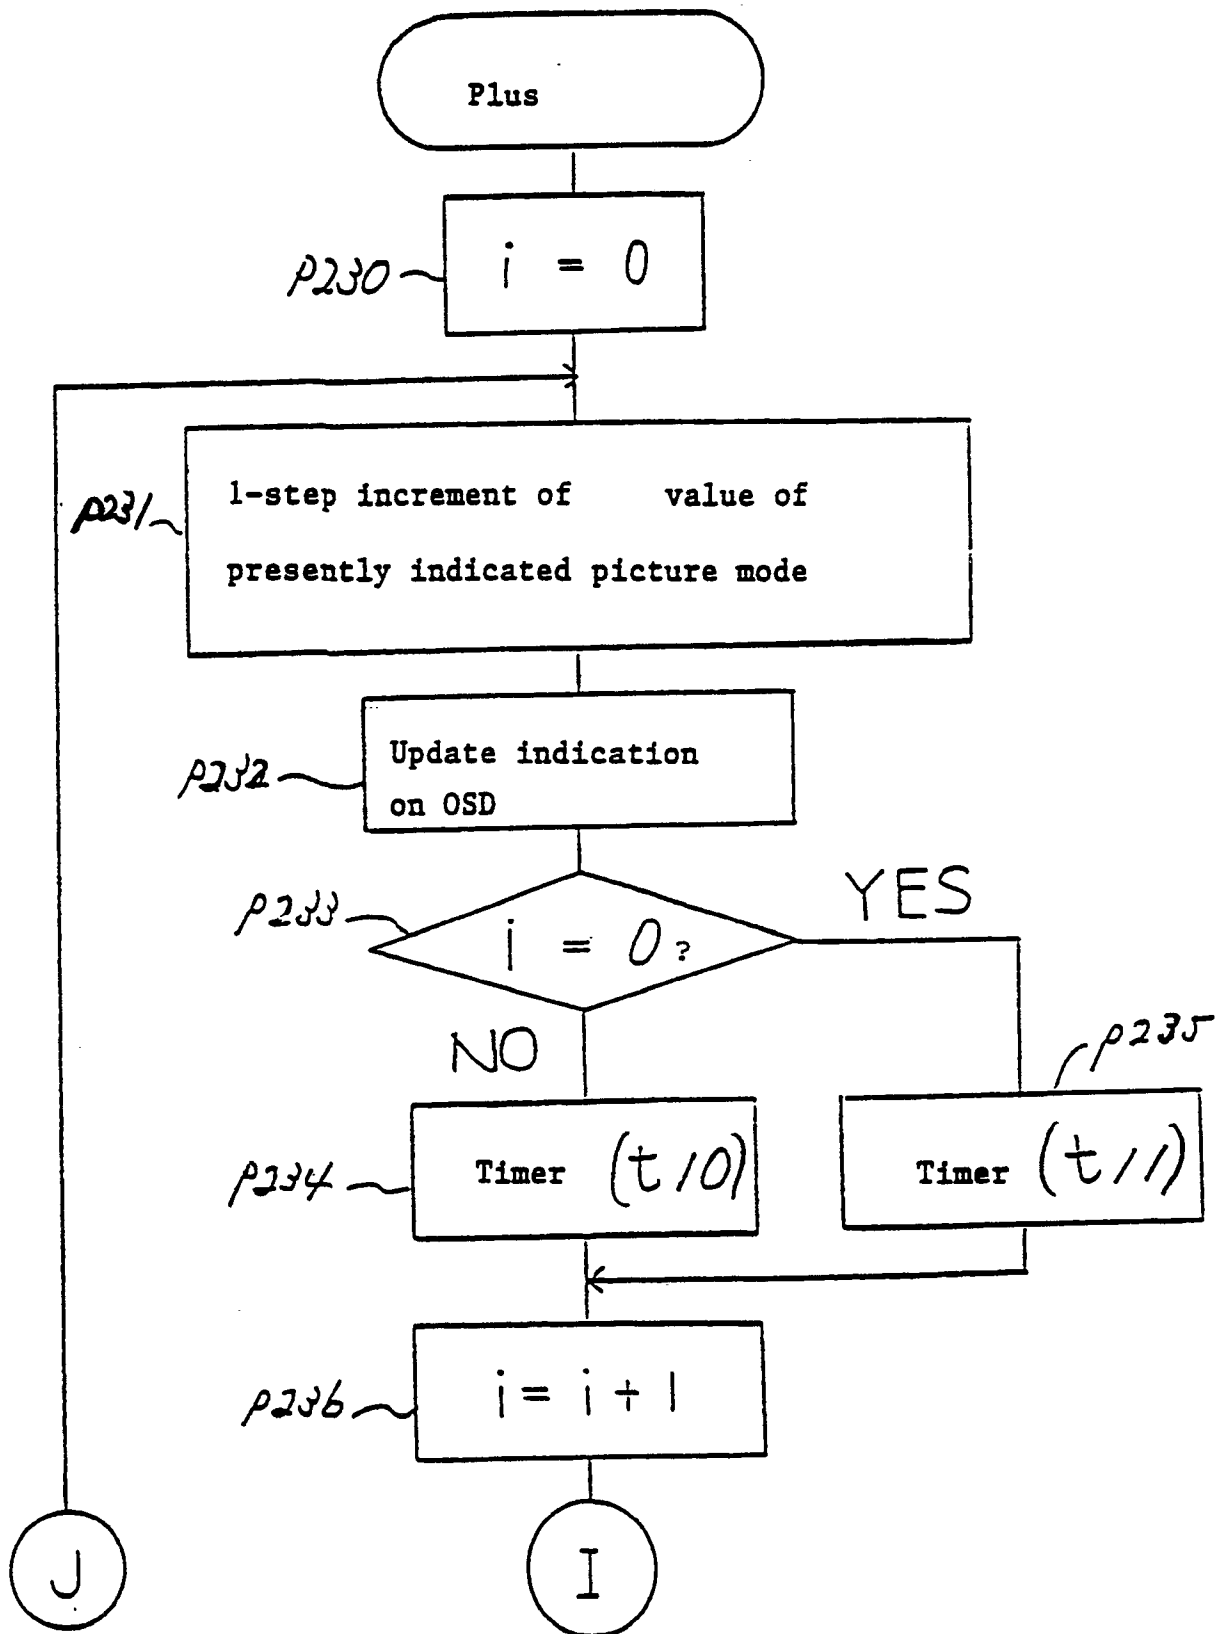 Plus
P230
i = 0
P231
1-step increment of value of
presently indicated picture mode
P232
Update indication
on OSD
P233
i = 0 ?
YES
NO
P235
P234
Timer (t10)
Timer (t11)
P236
i = i + 1
J
I